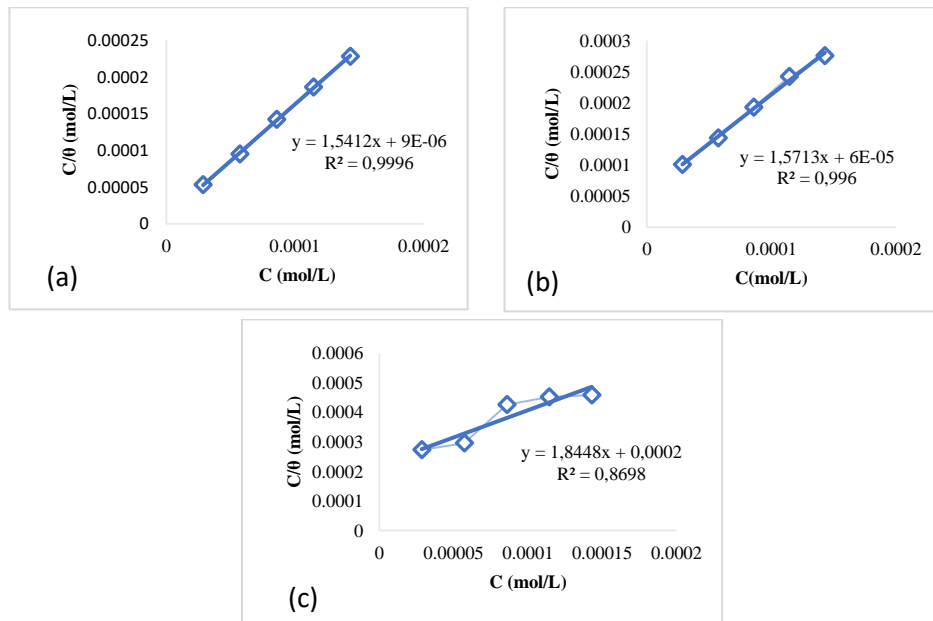 0.00025
0.0002
0.00015
0.0001
0.00005
0
C/θ (mol/L)
y = 1,5412x + 9E-06
R² = 0,9996
0 0.0001 0.0002
C (mol/L)
(a)
0.0003
0.00025
0.0002
0.00015
0.0001
0.00005
0
C/θ (mol/L)
y = 1,5713x + 6E-05
R² = 0,996
0 0.0001 0.0002
C(mol/L)
(b)
0.0006
0.0005
0.0004
0.0003
0.0002
0.0001
0
C/θ (mol/L)
y = 1,8448x + 0,0002
R² = 0,8698
0 0.00005 0.0001 0.00015 0.0002
C (mol/L)
(c)